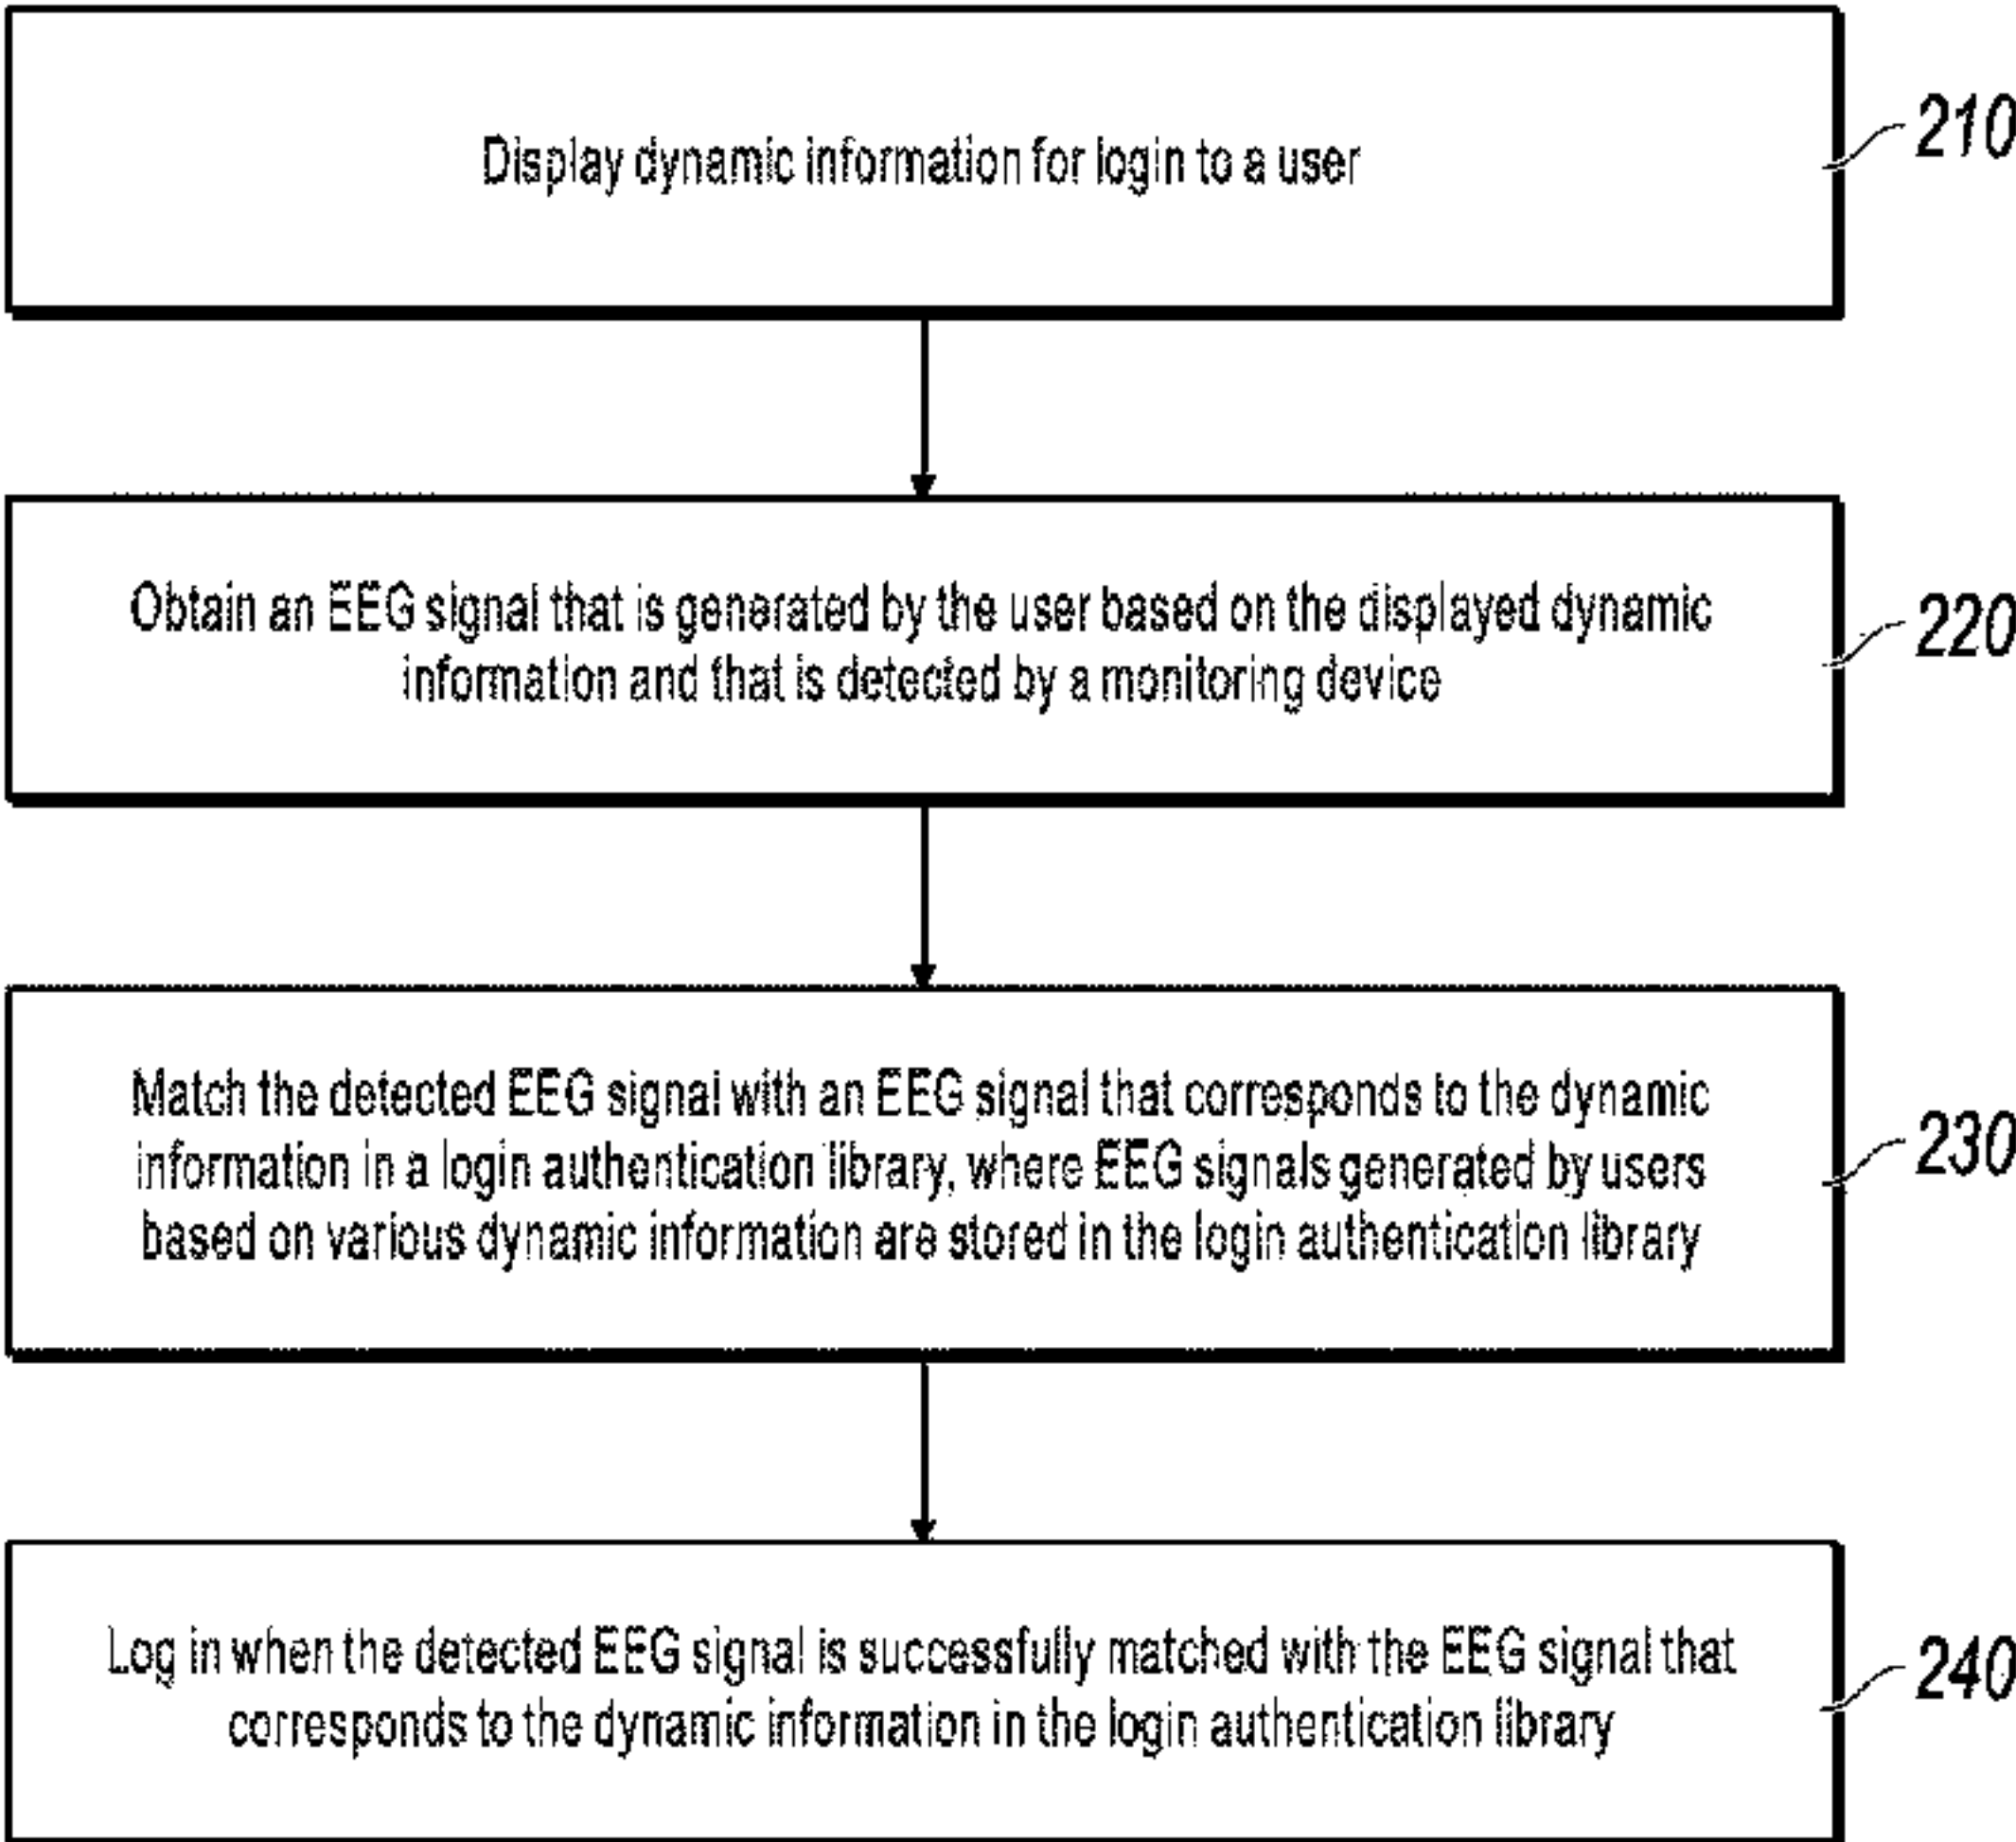 Display dynamic information for login to a user
210
Obtain an EEG signal that is generated by the user based on the displayed dynamic
information and that is detected by a monitoring device
220
Match the detected EEG signal with an EEG signal that corresponds to the dynamic
information in a login authentication library, where EEG signals generated by users
based on various dynamic information are stored in the login authentication library
230
Log in when the detected EEG signal is successfully matched with the EEG signal that
corresponds to the dynamic information in the login authentication library
240